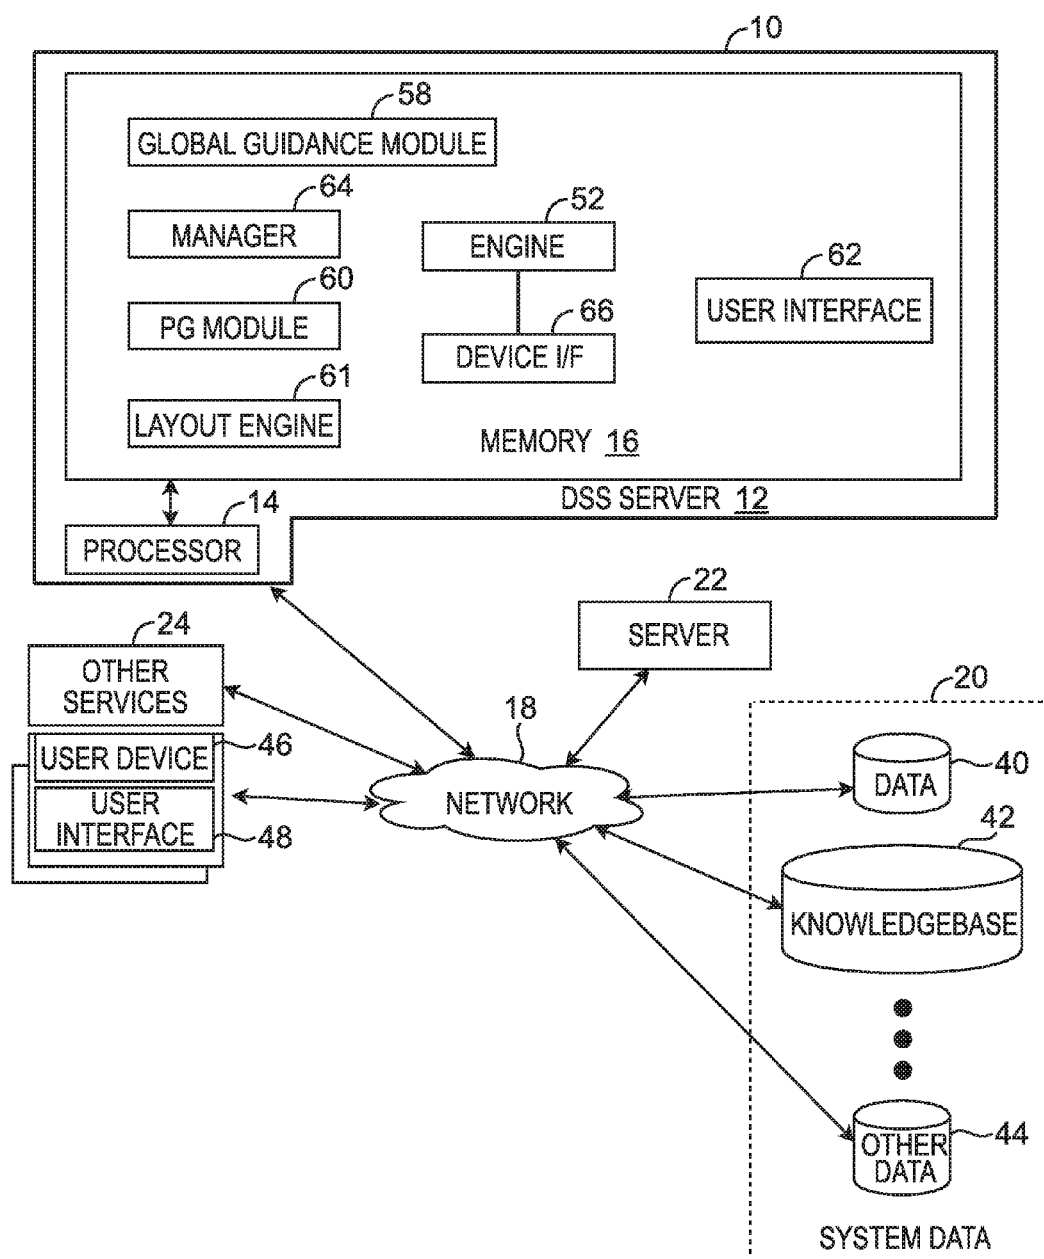 10
58
GLOBAL GUIDANCE MODULE
64
MANAGER
52
ENGINE
62
USER INTERFACE
60
PG MODULE
66
DEVICE I/F
61
LAYOUT ENGINE
MEMORY 16
DSS SERVER 12
14
PROCESSOR
22
SERVER
24
OTHER
SERVICES
20
18
NETWORK
USER DEVICE
46
USER
INTERFACE
48
DATA
40
42
KNOWLEDGEBASE
OTHER
DATA
44
SYSTEM DATA